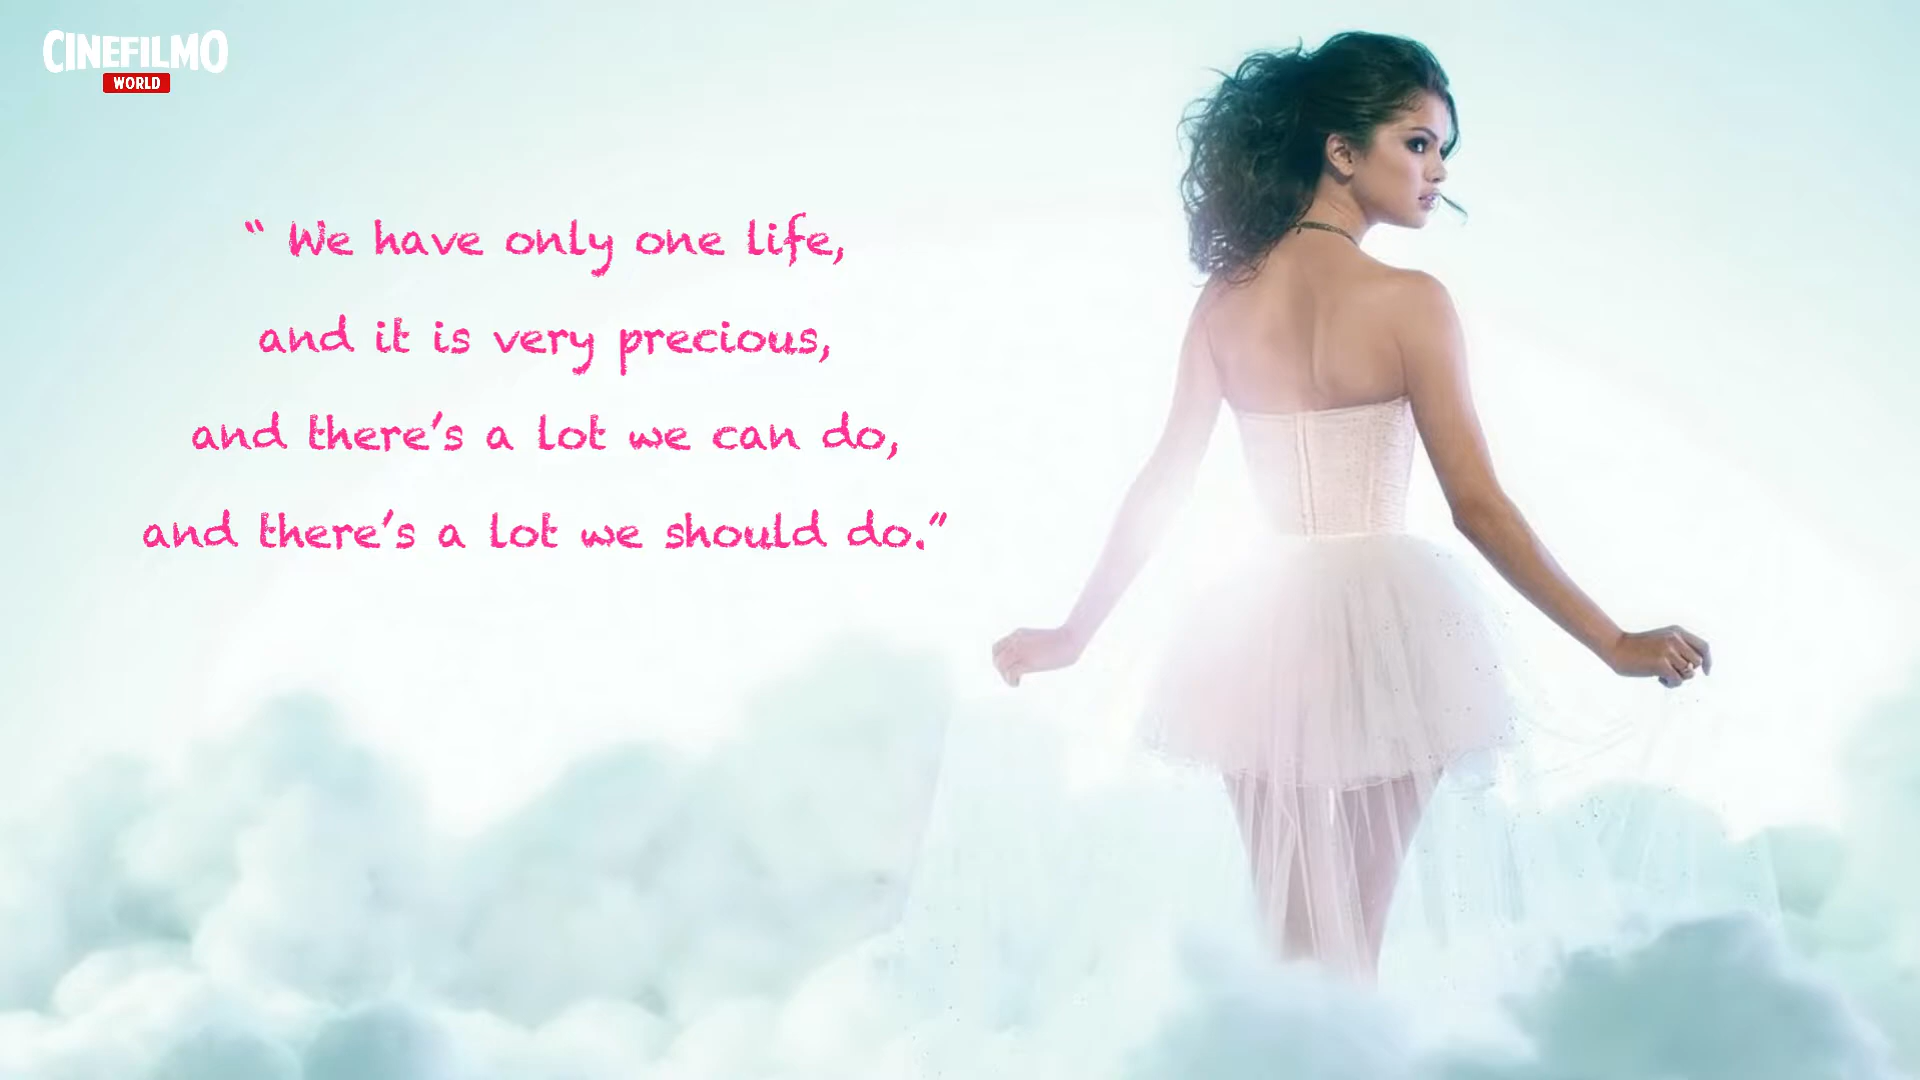 CINEFILMO
WORLD
“ We have only one life,
and it is very precious,
and there’s a lot we can do,
and there’s a lot we should do.”